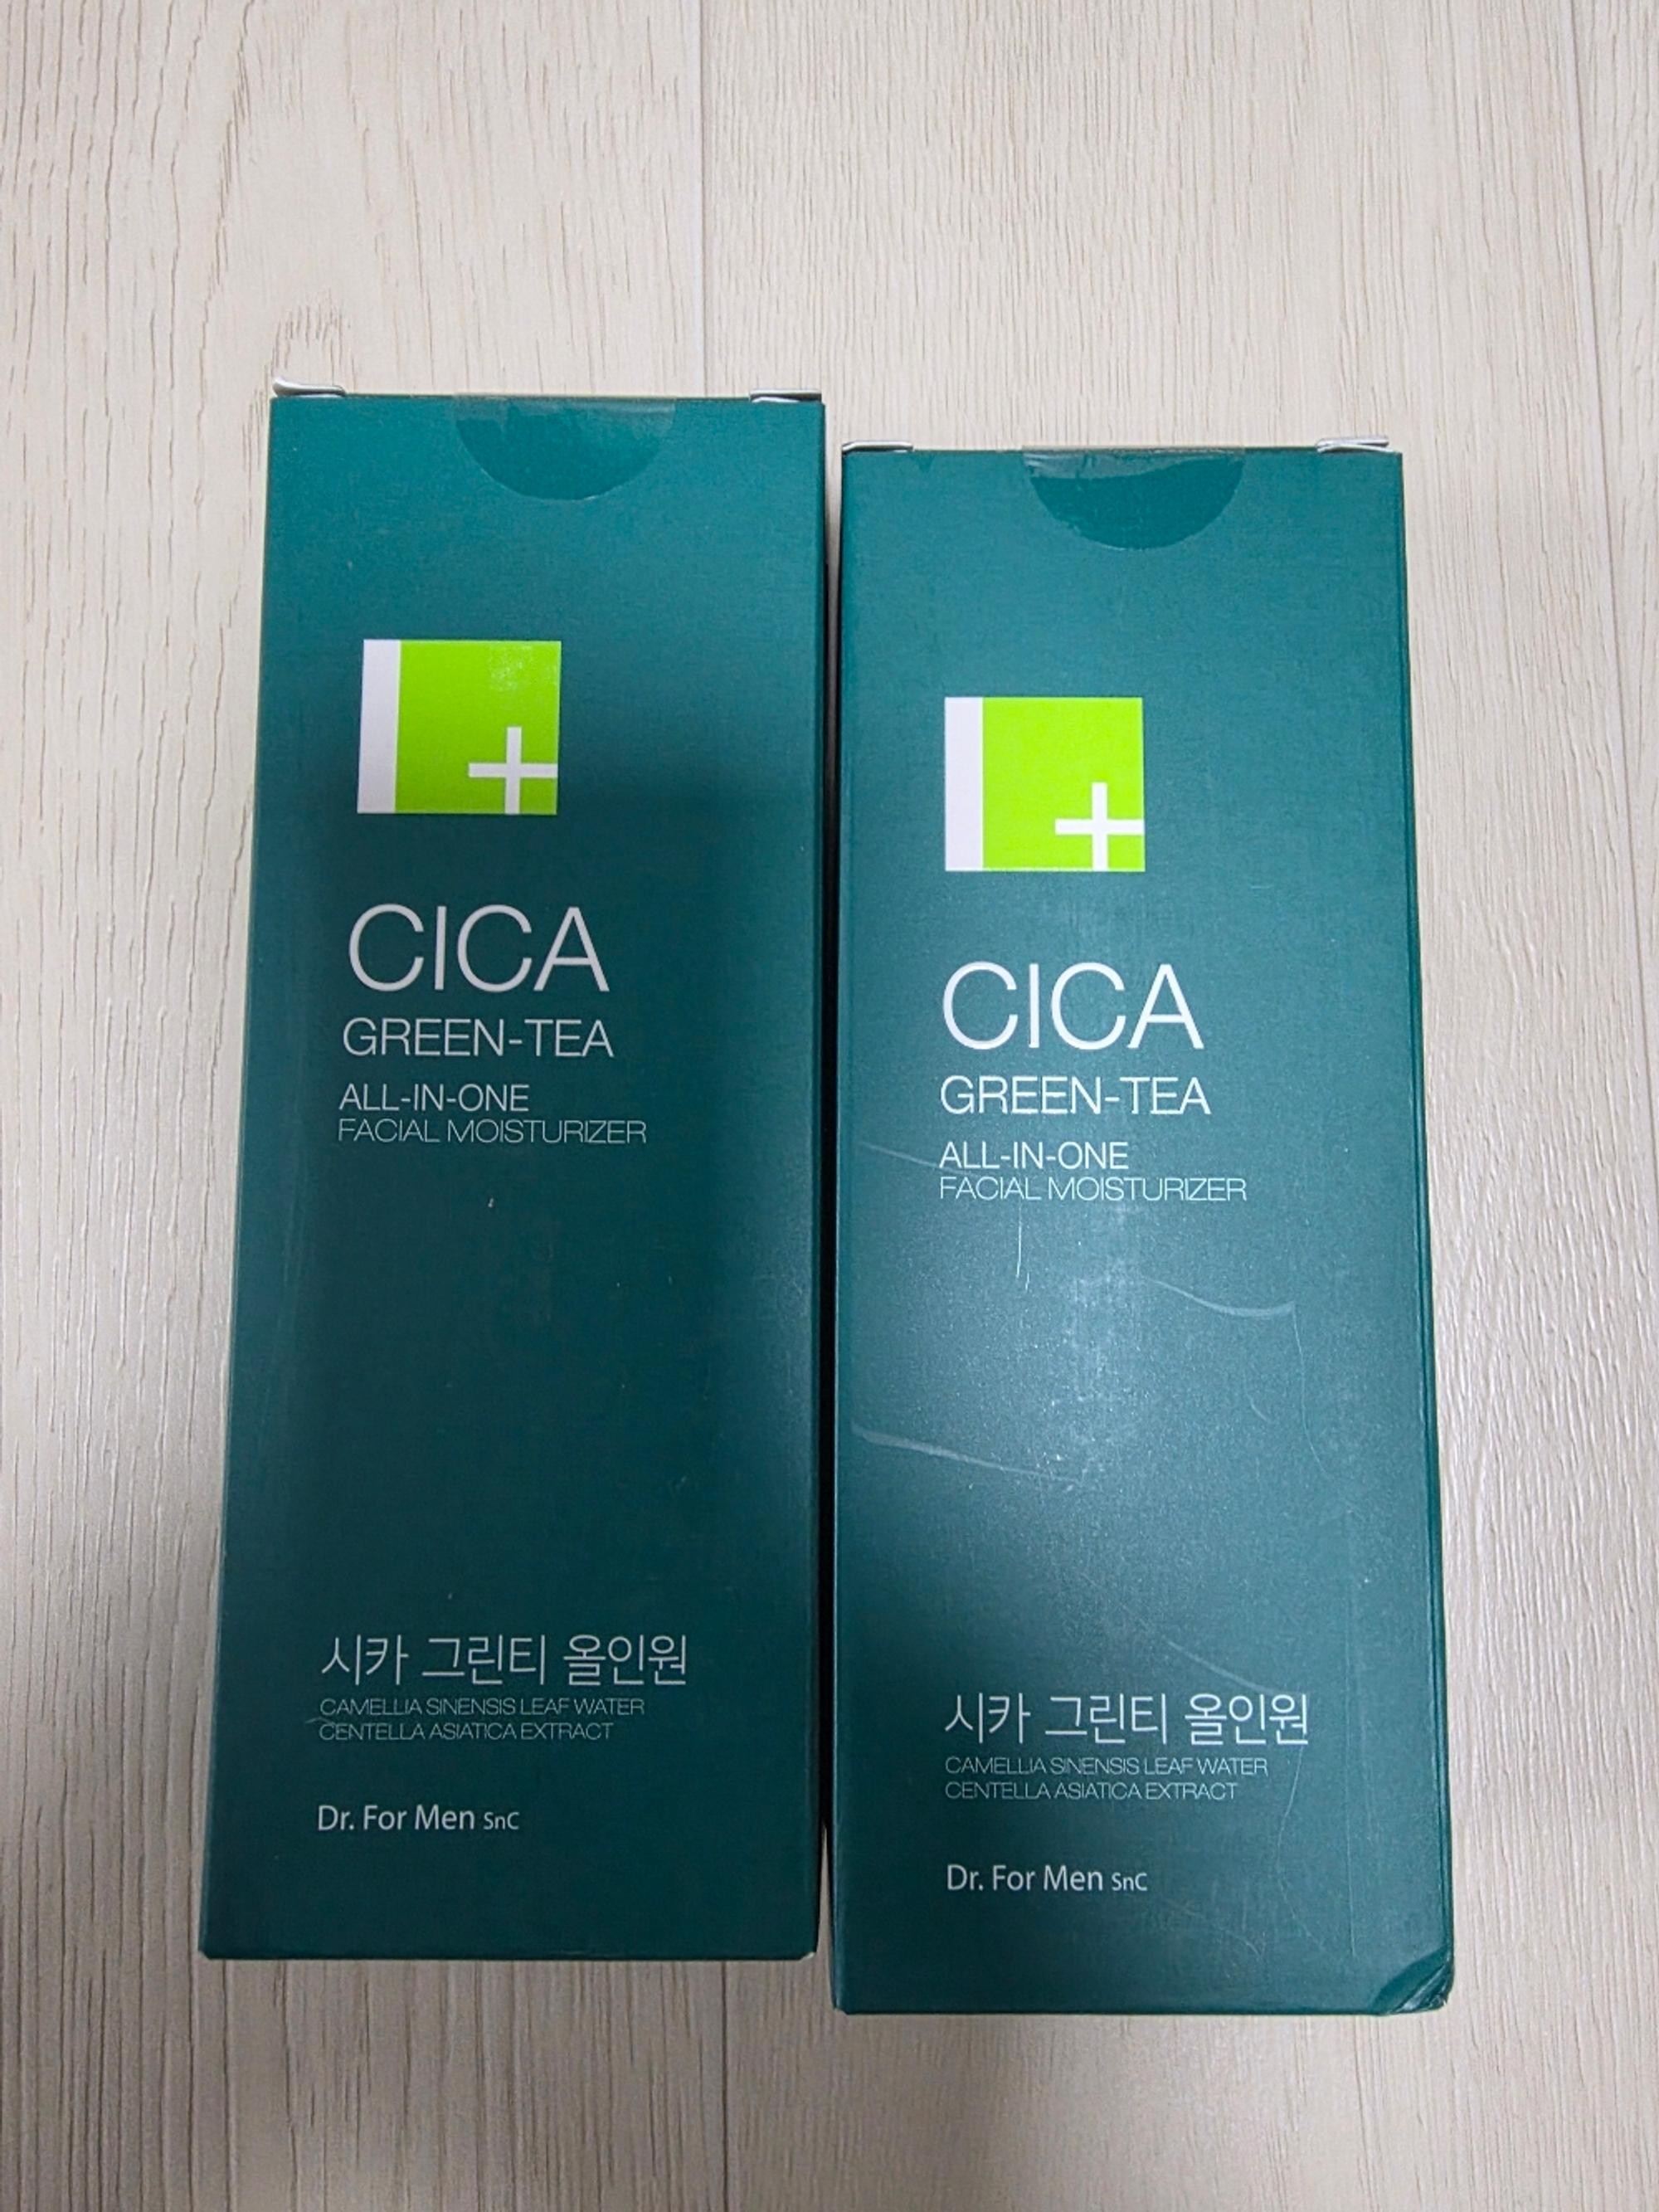 CICA
GREEN-TEA
ALL-IN-ONE
FACIAL MOISTURIZER
시카 그린티 올인원
CAMELLIA SINENSIS LEAF WATER
CENTELLA ASIATICA EXTRACT
Dr. For Men SnC
CICA
GREEN-TEA
ALL-IN-ONE
FACIAL MOISTURIZER
시카 그린티 올인원
CAMELLIA SINENSIS LEAF WATER
CENTELLA ASIATICA EXTRACT
Dr. For Men SnC